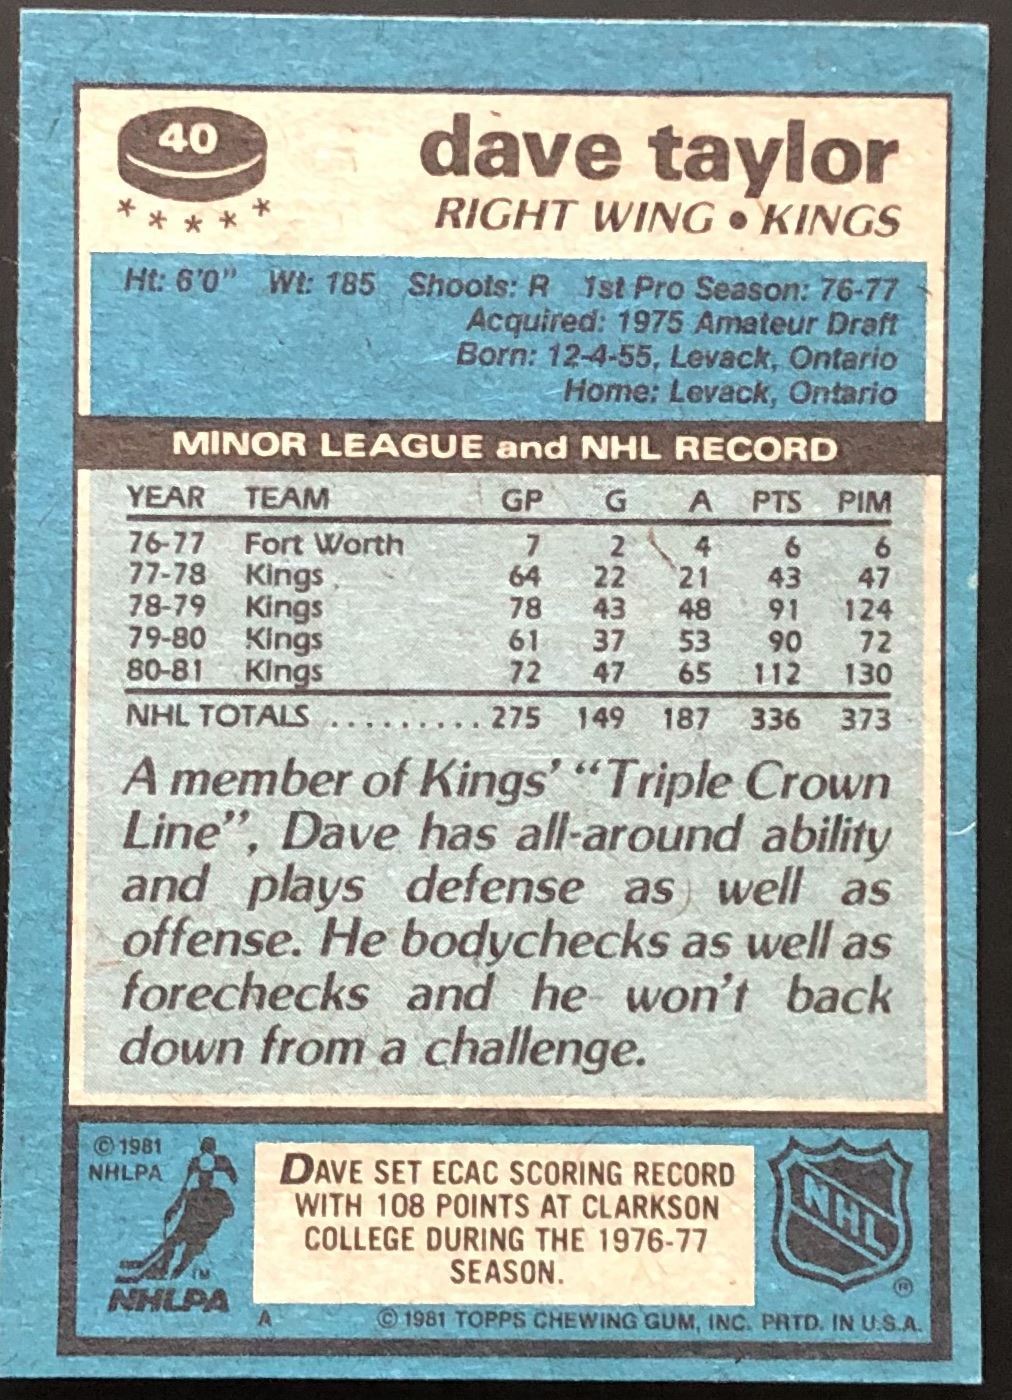 40
dave taylor
* * * * *
RIGHT WING • KINGS
Ht: 6'0" Wt: 185 Shoots: R 1st Pro Season: 76-77
Acquired: 1975 Amateur Draft
Born: 12-4-55, Levack, Ontario
Home: Levack, Ontario
MINOR LEAGUE and NHL RECORD
YEAR TEAM GP G A PTS PIM
76-77 Fort Worth 7 2 4 6 6
77-78 Kings 64 22 21 43 47
78-79 Kings 78 43 48 91 124
79-80 Kings 61 37 53 90 72
80-81 Kings 72 47 65 112 130
NHL TOTALS .......... 275 149 187 336 373
A member of Kings' "Triple Crown
Line", Dave has all-around ability
and plays defense as well as
offense. He bodychecks as well as
forechecks and he won't back
down from a challenge.
© 1981
NHLPA
TM
NHLPA
DAVE SET ECAC SCORING RECORD
WITH 108 POINTS AT CLARKSON
COLLEGE DURING THE 1976-77
SEASON.
NHL
®
A
© 1981 TOPPS CHEWING GUM, INC. PRTD. IN U.S.A.